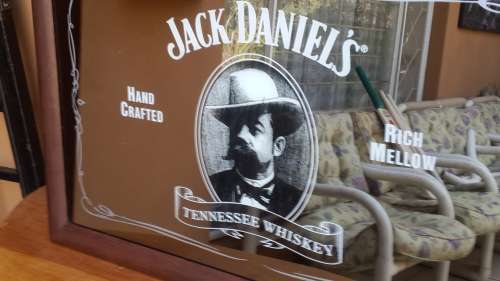 JACK DANIEL'S®
HAND
CRAFTED
RICH
MELLOW
TENNESSEE WHISKEY